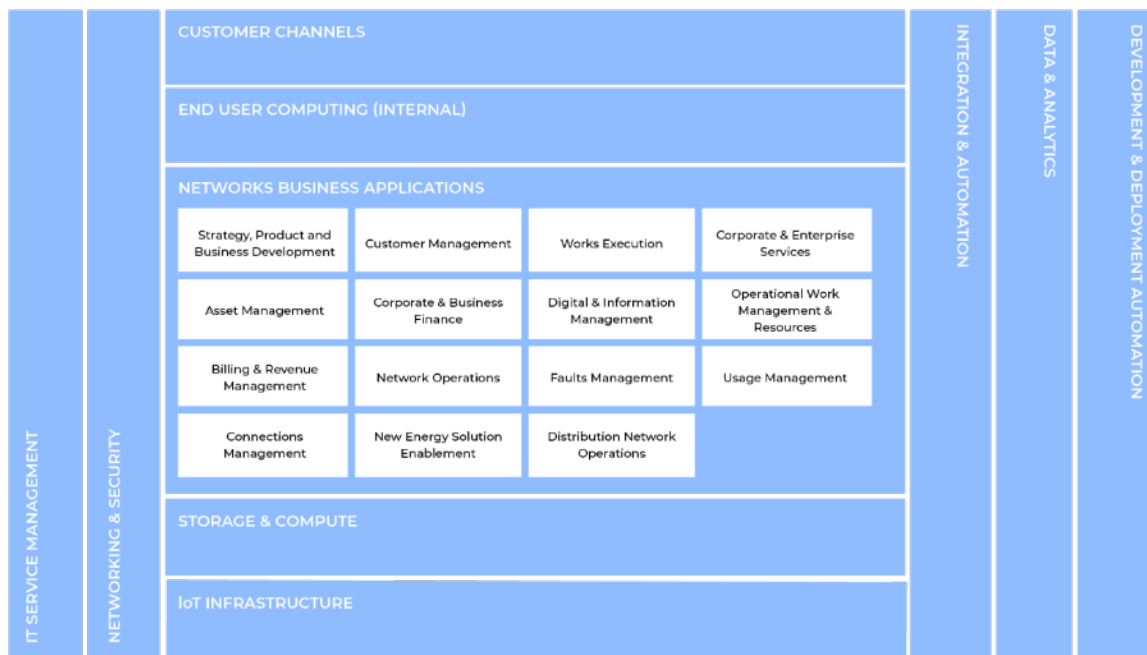 IT SERVICE MANAGEMENT
NETWORKING & SECURITY
CUSTOMER CHANNELS
END USER COMPUTING (INTERNAL)
NETWORKS BUSINESS APPLICATIONS
Strategy, Product and
Business Development
Customer Management
Works Execution
Corporate & Enterprise
Services
Asset Management
Corporate & Business
Finance
Digital & Information
Management
Operational Work
Management &
Resources
Billing & Revenue
Management
Network Operations
Faults Management
Usage Management
Connections
Management
New Energy Solution
Enablement
Distribution Network
Operations
STORAGE & COMPUTE
IoT INFRASTRUCTURE
INTEGRATION & AUTOMATION
DATA & ANALYTICS
DEVELOPMENT & DEPLOYMENT AUTOMATION